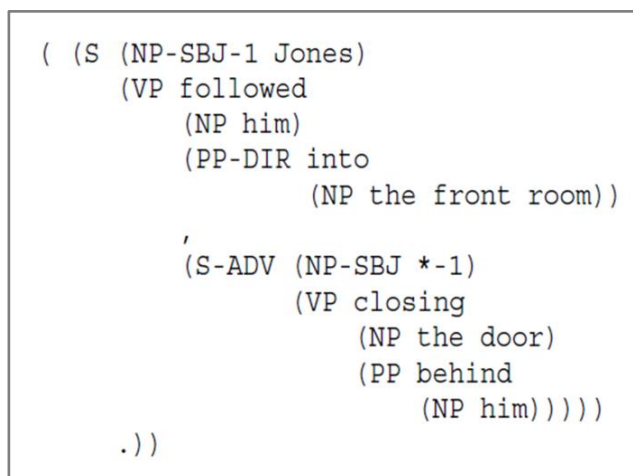 ( (S (NP-SBJ-1 Jones)
(VP followed
(NP him)
(PP-DIR into
(NP the front room))
,
(S-ADV (NP-SBJ *-1)
(VP closing
(NP the door)
(PP behind
(NP him)))))
.))